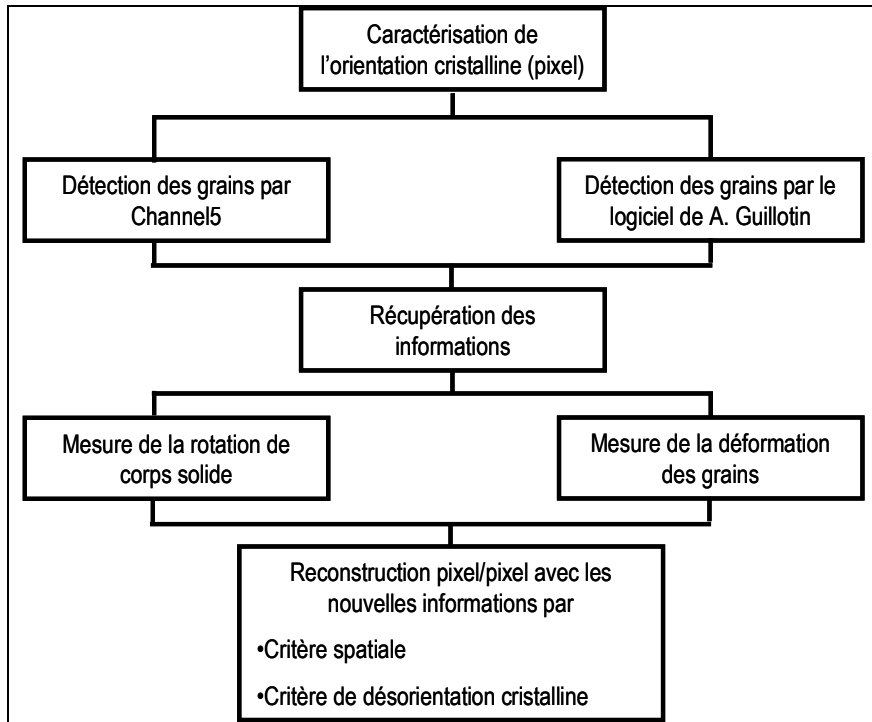 Caractérisation de
l'orientation cristalline (pixel)
Détection des grains par
Channel5
Détection des grains par le
logiciel de A. Guillotin
Récupération des
informations
Mesure de la rotation de
corps solide
Mesure de la déformation
des grains
Reconstruction pixel/pixel avec les
nouvelles informations par
•Critère spatiale
•Critère de désorientation cristalline